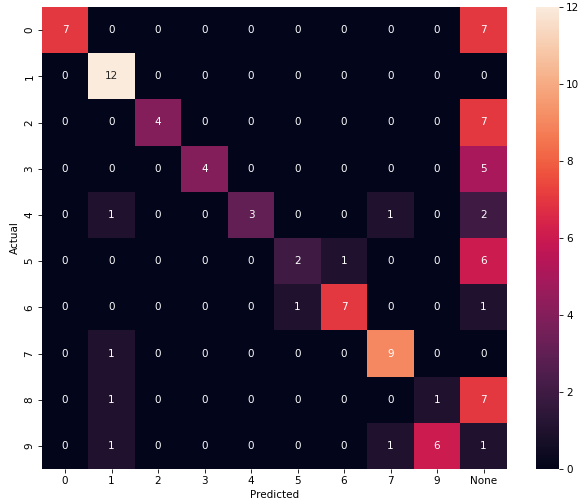 Actual
0 7 0 0 0 0 0 0 0 0 7
1 0 12 0 0 0 0 0 0 0 0
2 0 0 4 0 0 0 0 0 0 7
3 0 0 0 4 0 0 0 0 0 5
4 0 1 0 0 3 0 0 1 0 2
5 0 0 0 0 0 2 1 0 0 6
6 0 0 0 0 0 1 7 0 0 1
7 0 1 0 0 0 0 0 9 0 0
8 0 1 0 0 0 0 0 0 1 7
9 0 1 0 0 0 0 0 1 6 1
0 1 2 3 4 5 6 7 9 None
Predicted
12
10
8
6
4
2
0